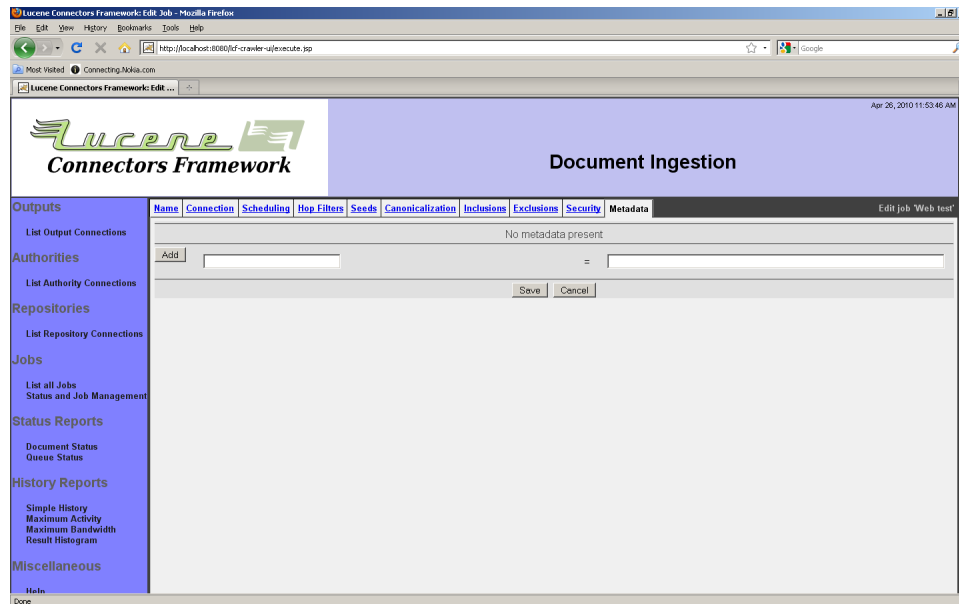 Lucene Connectors Framework: Edit Job - Mozilla Firefox
File Edit View History Bookmarks Tools Help
http://localhost:8080/lcf-crawler-ui/execute.jsp
Google
Most Visited Connecting.Nokia.com
Lucene Connectors Framework: Edit ...
Apr 26, 2010 11:53:46 AM
Lucene
Connectors Framework
Document Ingestion
Outputs
Name Connection Scheduling Hop Filters Seeds Canonicalization Inclusions Exclusions Security Metadata
Edit job 'Web test'
List Output Connections
No metadata present
Authorities
Add =
List Authority Connections
Save Cancel
Repositories
List Repository Connections
Jobs
List all Jobs
Status and Job Management
Status Reports
Document Status
Queue Status
History Reports
Simple History
Maximum Activity
Maximum Bandwidth
Result Histogram
Miscellaneous
Help
Done